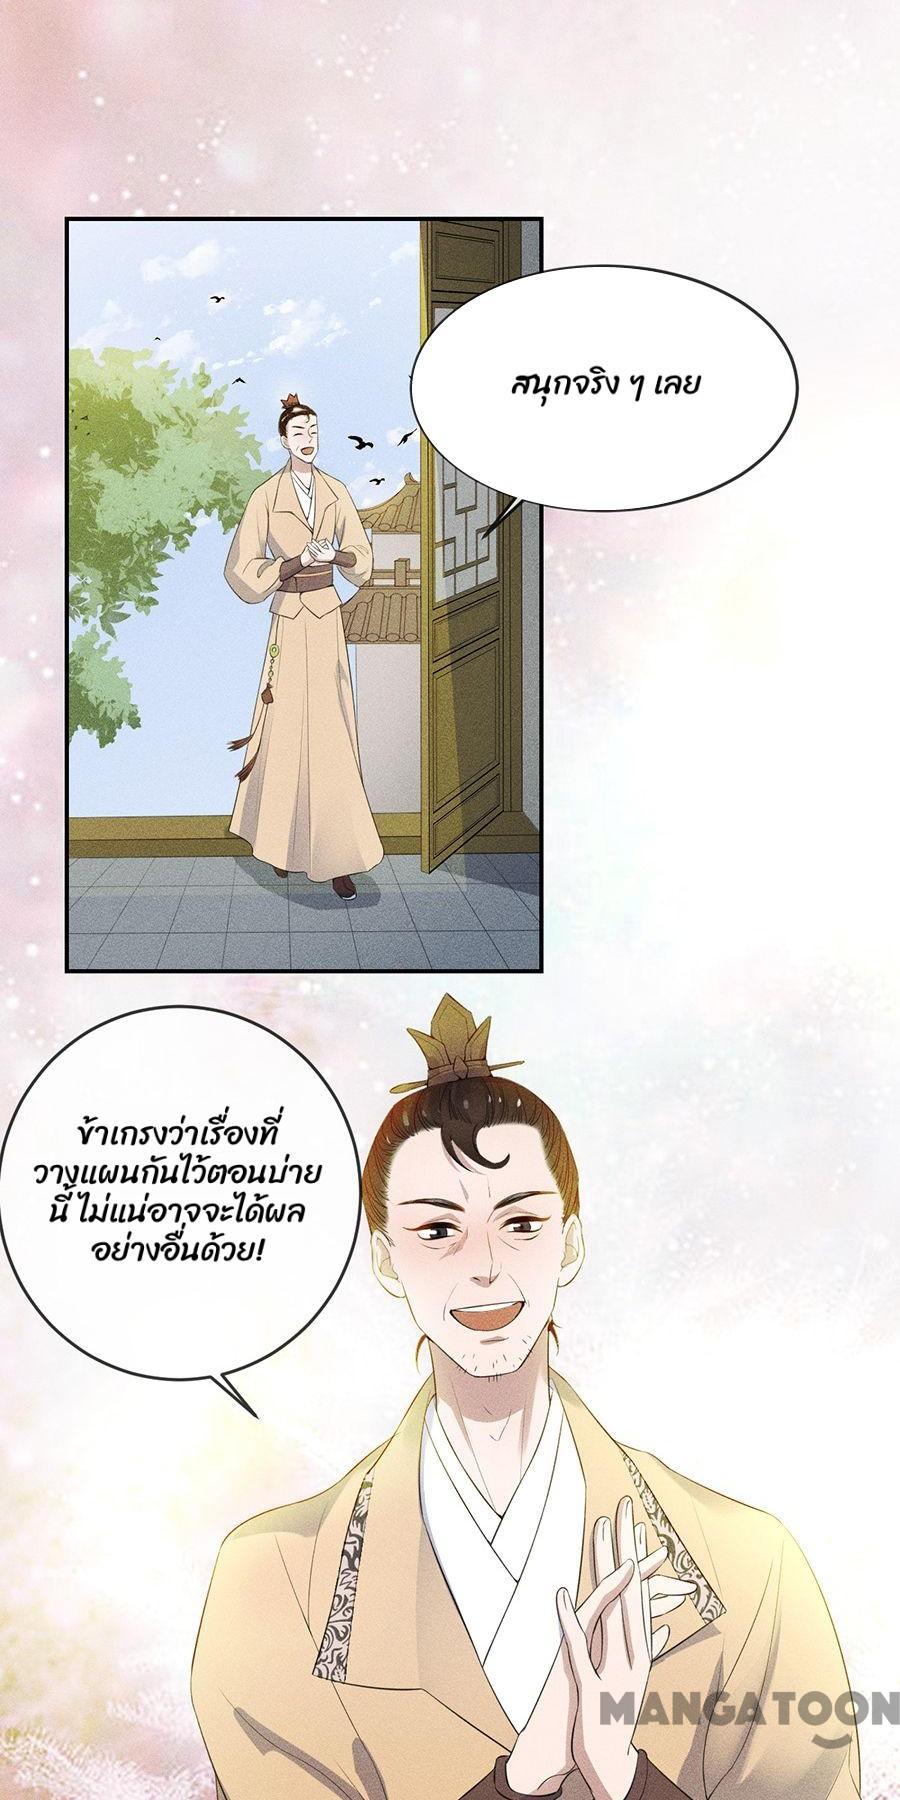 สนุกจริง ๆ เลย
ข้าเกรงว่าเรื่องที่
วางแผนกันไว้ตอนบ่าย
นี้ ไม่แน่อาจจะได้ผล
อย่างอื่นด้วย!
MANGATOON